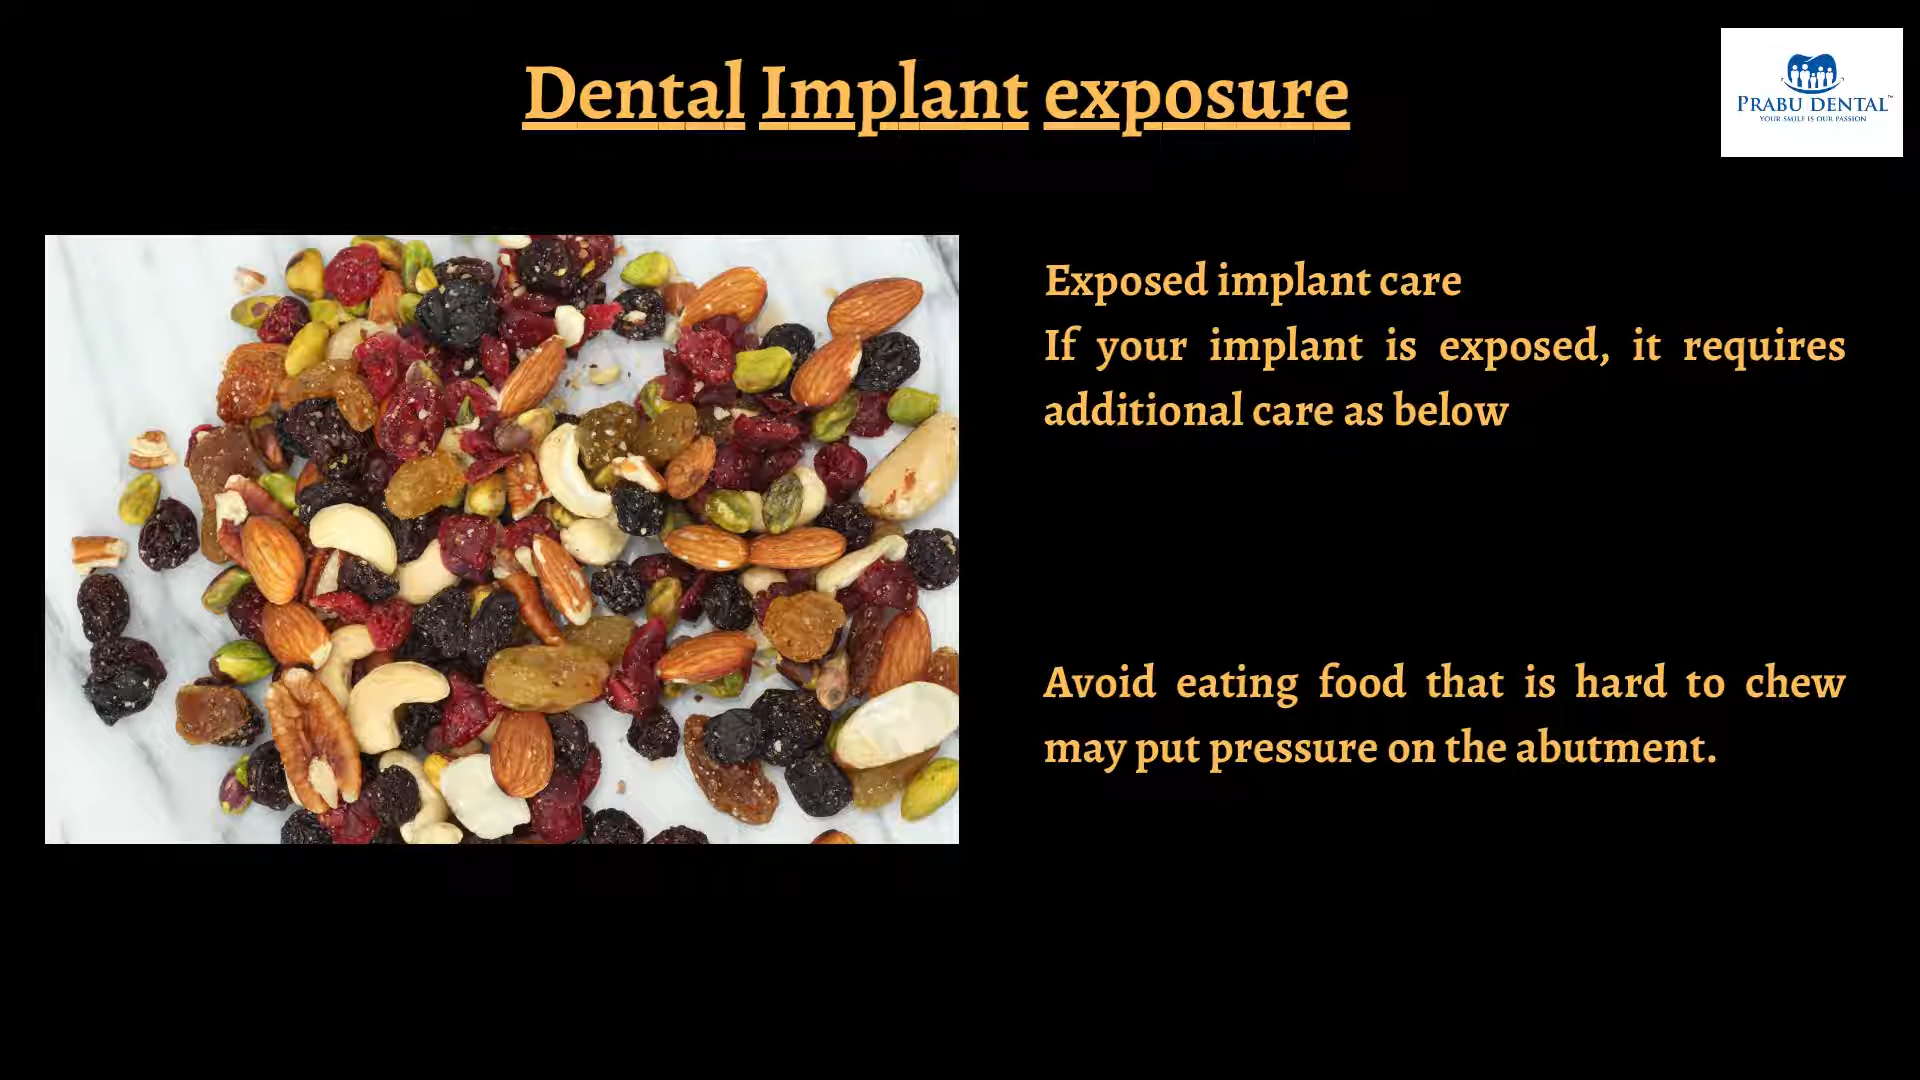 Dental Implant exposure
PRABU DENTAL™
YOUR SMILE IS OUR PASSION
Exposed implant care
If your implant is exposed, it requires
additional care as below
Avoid eating food that is hard to chew
may put pressure on the abutment.